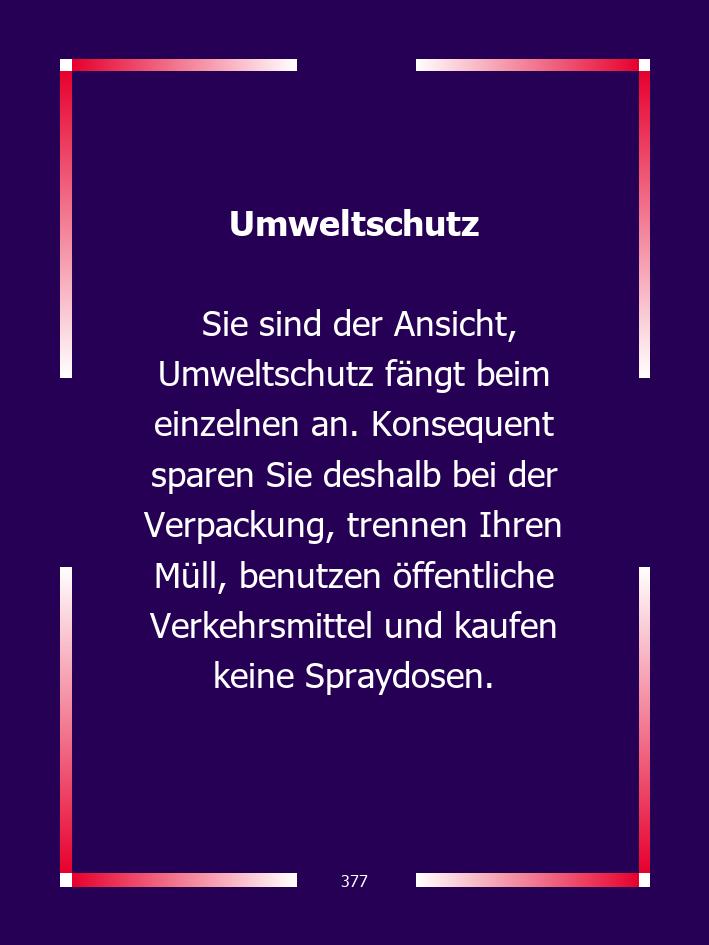 Umweltschutz
Sie sind der Ansicht,
Umweltschutz fängt beim
einzelnen an. Konsequent
sparen Sie deshalb bei der
Verpackung, trennen Ihren
Müll, benutzen öffentliche
Verkehrsmittel und kaufen
keine Spraydosen.
377